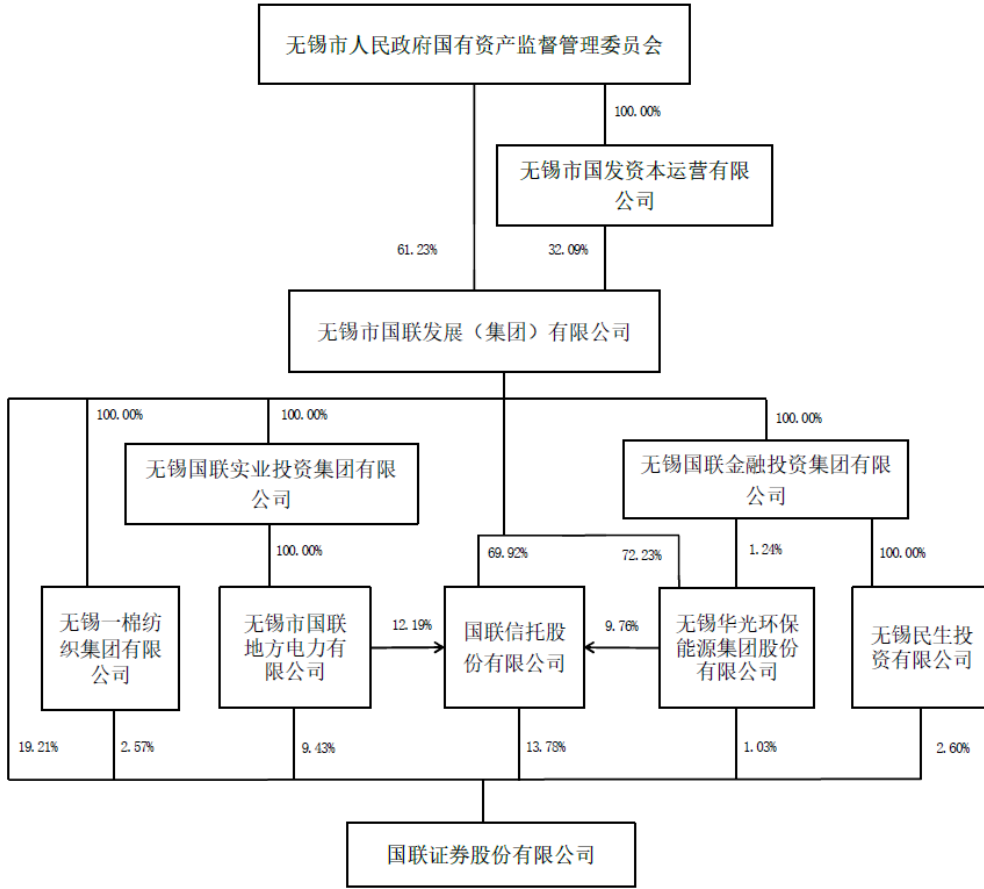 无锡市人民政府国有资产监督管理委员会
100.00%
无锡市国发资本运营有限
公司
61.23%
32.09%
无锡市国联发展（集团）有限公司
100.00%
100.00%
100.00%
无锡国联实业投资集团有限
公司
无锡国联金融投资集团有限
公司
100.00%
69.92%
72.23%
1.24%
100.00%
无锡一棉纺
织集团有限
公司
无锡市国联
地方电力有
限公司
12.19%
国联信托股
份有限公司
9.76%
无锡华光环保
能源集团股份
有限公司
无锡民生投
资有限公司
19.21%
2.57%
9.43%
13.78%
1.03%
2.60%
国联证券股份有限公司